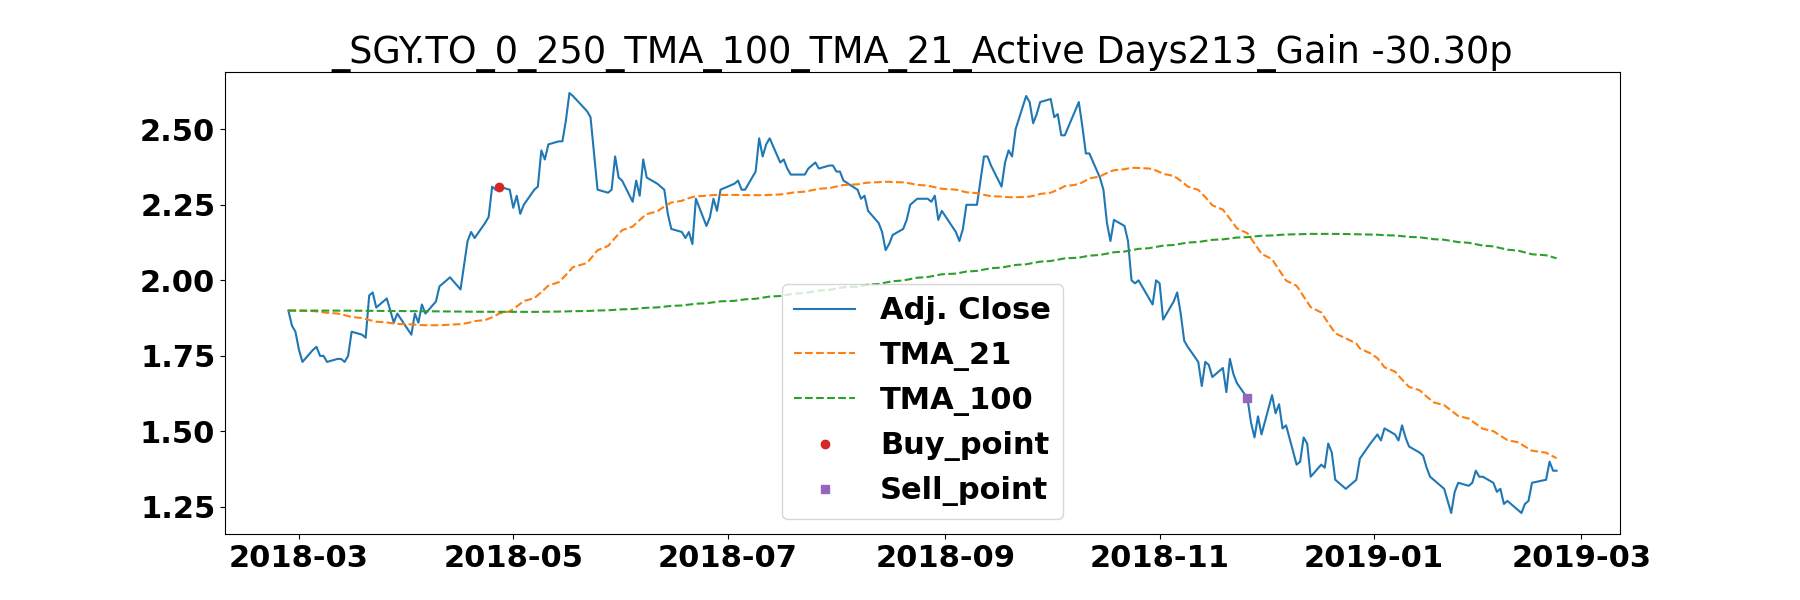 _SGY.TO_0_250_TMA_100_TMA_21_Active Days213_Gain -30.30p
2.50
2.25
2.00
1.75
1.50
1.25
Adj. Close
TMA_21
TMA_100
Buy_point
Sell_point
2018-03 2018-05 2018-07 2018-09 2018-11 2019-01 2019-03